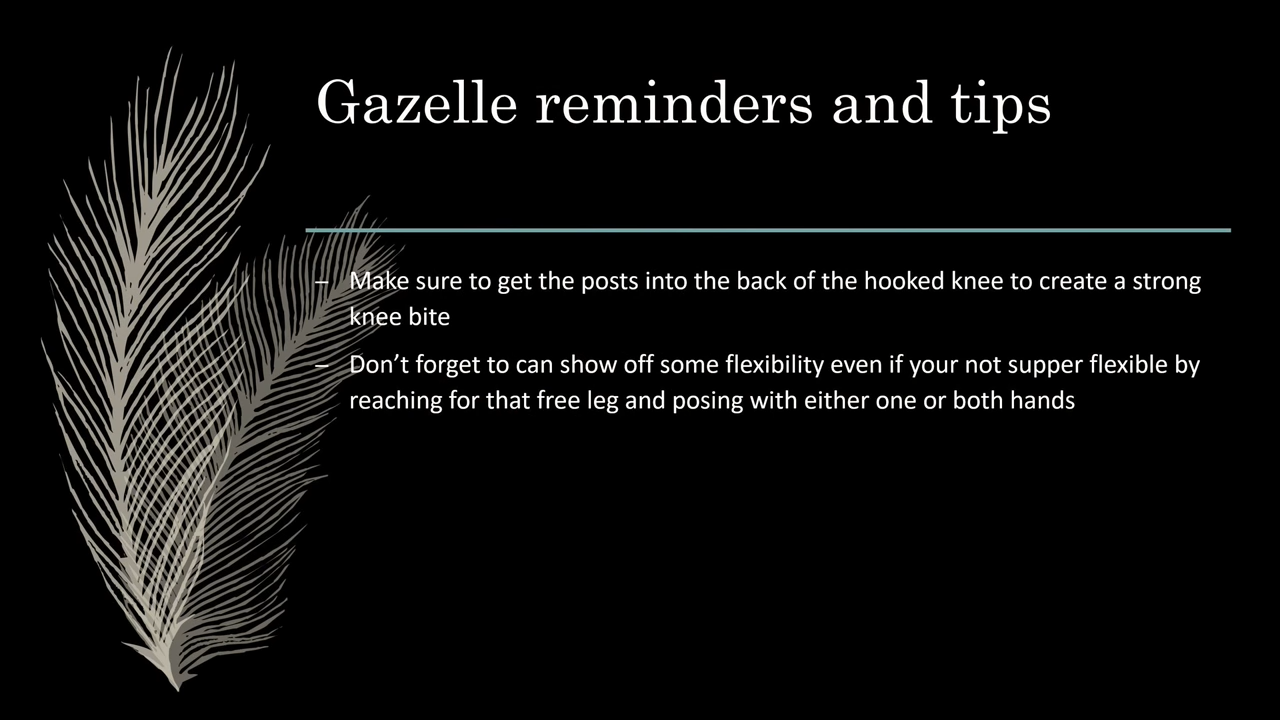 Gazelle reminders and tips
– Make sure to get the posts into the back of the hooked knee to create a strong
knee bite
– Don’t forget to can show off some flexibility even if your not supper flexible by
reaching for that free leg and posing with either one or both hands